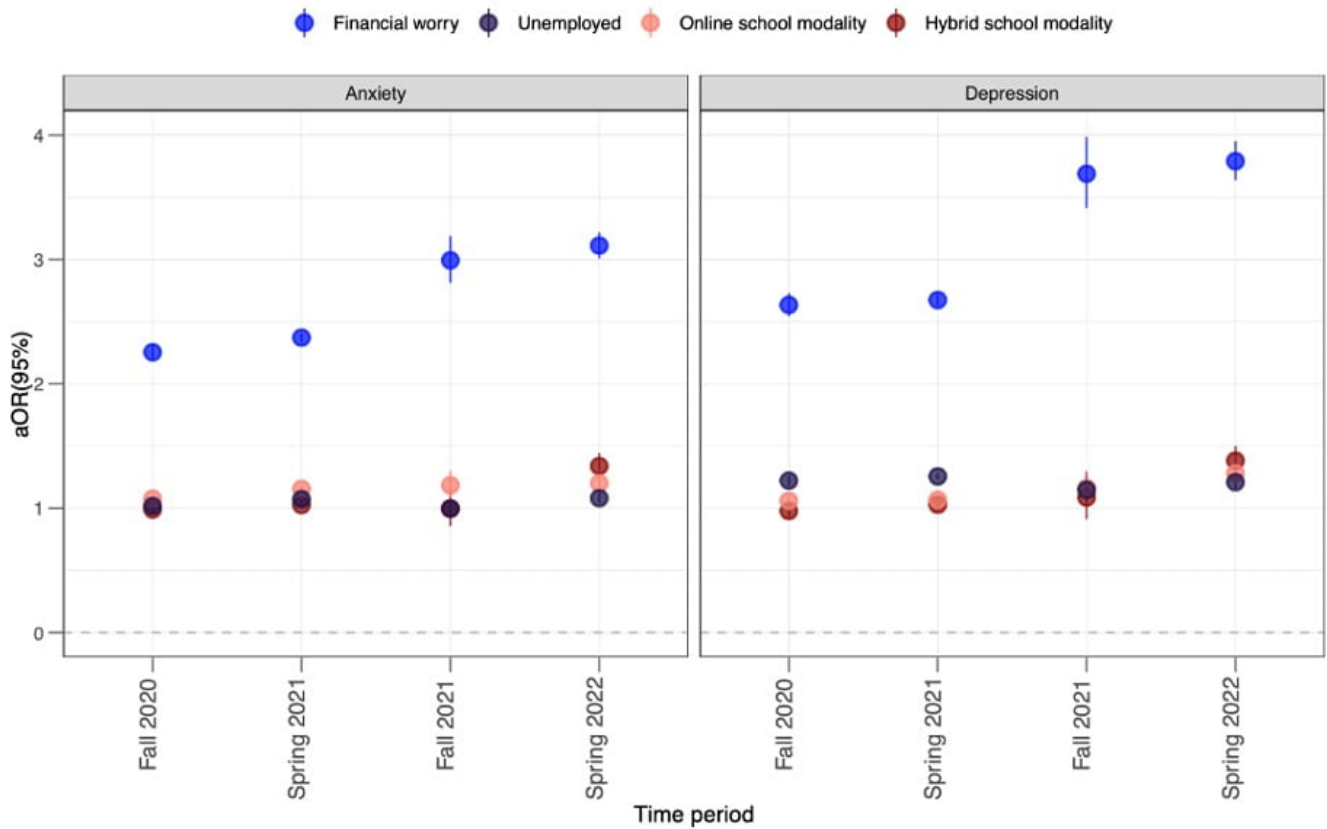 Financial worry Unemployed Online school modality Hybrid school modality
Anxiety Depression
4
3
2
1
0
aOR(95%)
Fall 2020 Spring 2021 Fall 2021 Spring 2022 Fall 2020 Spring 2021 Fall 2021 Spring 2022
Time period